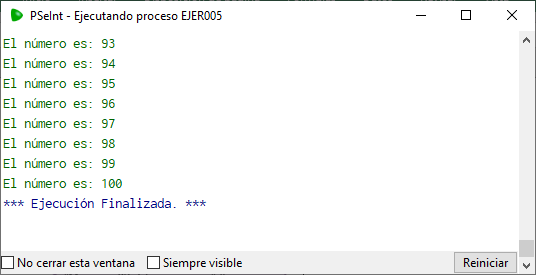 PSeInt - Ejecutando proceso EJER005
El número es: 93
El número es: 94
El número es: 95
El número es: 96
El número es: 97
El número es: 98
El número es: 99
El número es: 100
*** Ejecución Finalizada. ***
No cerrar esta ventana Siempre visible Reiniciar